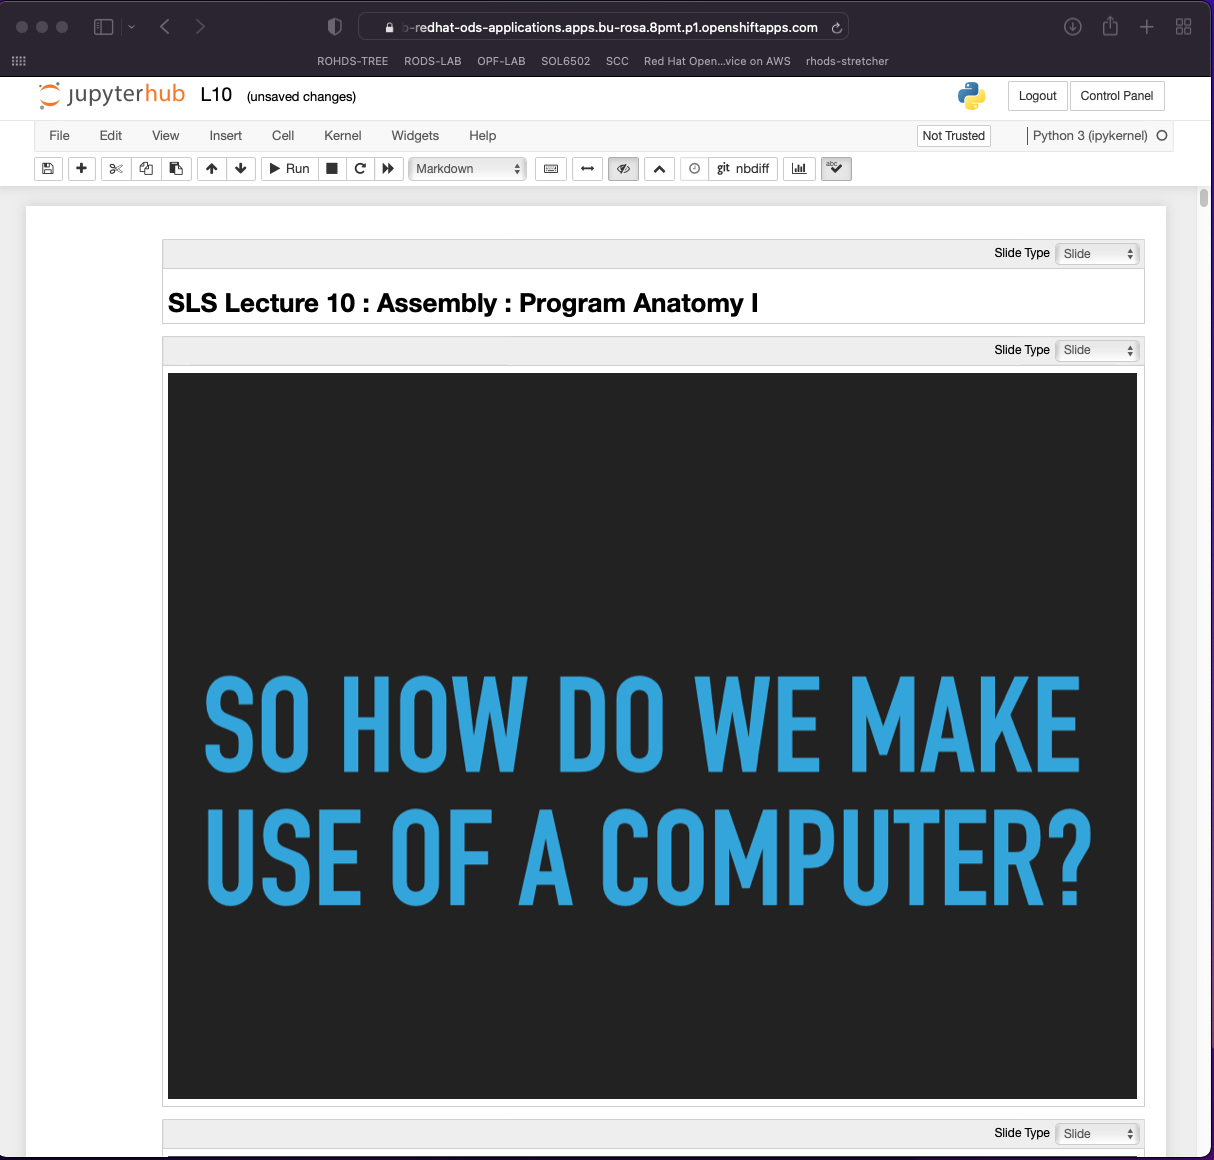 -redhat-ods-applications.apps.bu-rosa.8pmt.p1.openshiftapps.com
ROHDS-TREE RODS-LAB OPF-LAB SOL6502 SCC Red Hat Open...vice on AWS rhods-stretcher
jupyterhub L10 (unsaved changes) Logout Control Panel
File Edit View Insert Cell Kernel Widgets Help Not Trusted Python 3 (ipykernel)
Run Markdown git nbdiff abc
Slide Type Slide
SLS Lecture 10 : Assembly : Program Anatomy I
Slide Type Slide
SO HOW DO WE MAKE
USE OF A COMPUTER?
Slide Type Slide